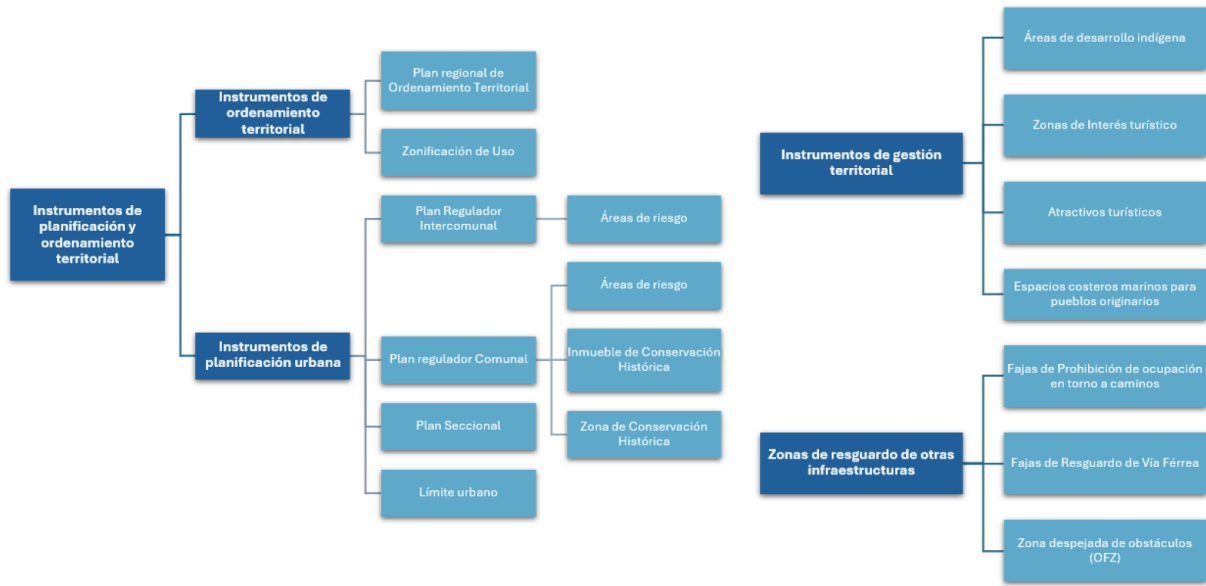 Instrumentos de
planificación y
ordenamiento
territorial
Instrumentos de
ordenamiento
territorial
Plan regional de
Ordenamiento Territorial
Zonificación de Uso
Instrumentos de
planificación urbana
Plan Regulador
Intercomunal
Áreas de riesgo
Plan regulador Comunal
Áreas de riesgo
Inmueble de Conservación
Histórica
Zona de Conservación
Histórica
Plan Seccional
Límite urbano
Instrumentos de gestión
territorial
Áreas de desarrollo indígena
Zonas de Interés turístico
Atractivos turísticos
Espacios costeros marinos para
pueblos originarios
Zonas de resguardo de otras
infraestructuras
Fajas de Prohibición de ocupación
en torno a caminos
Fajas de Resguardo de Vía Férrea
Zona despejada de obstáculos
(OFZ)